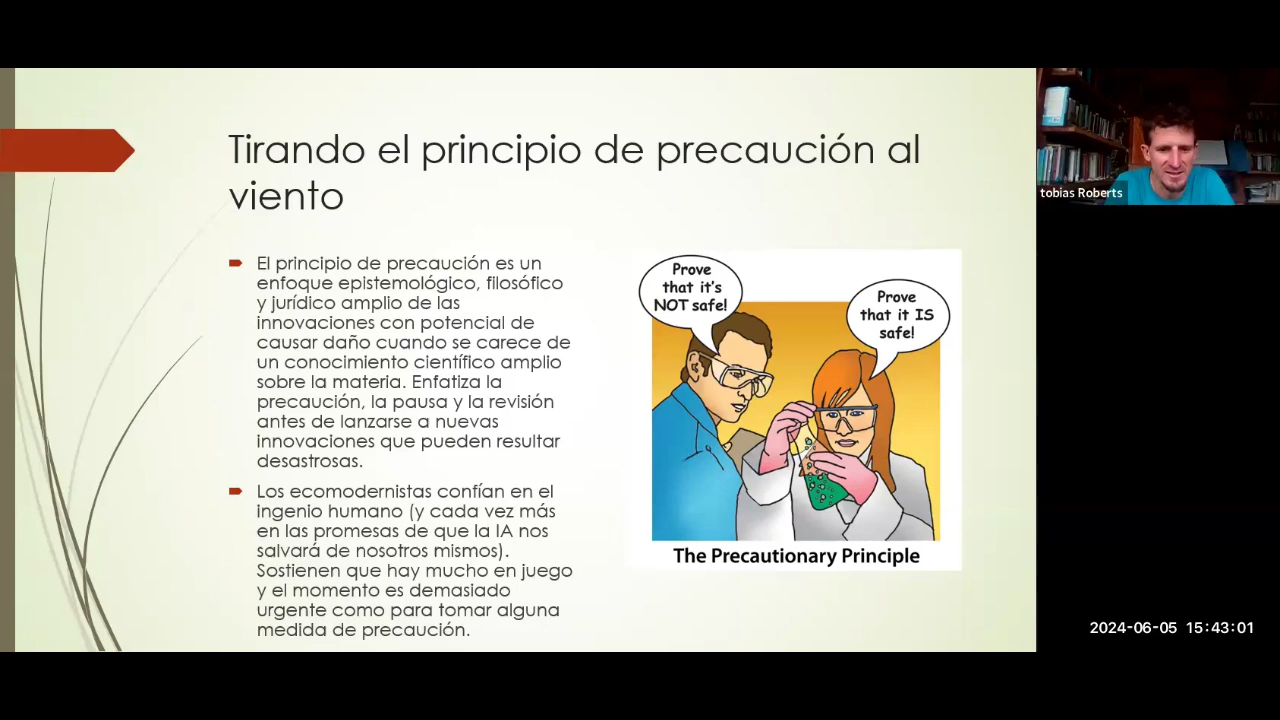 Tirando el principio de precaución al
viento
El principio de precaución es un
enfoque epistemológico, filosófico
y jurídico amplio de las
innovaciones con potencial de
causar daño cuando se carece de
un conocimiento científico amplio
sobre la materia. Enfatiza la
precaución, la pausa y la revisión
antes de lanzarse a nuevas
innovaciones que pueden resultar
desastrosas.
Los ecomodernistas confían en el
ingenio humano (y cada vez más
en las promesas de que la IA nos
salvará de nosotros mismos).
Sostienen que hay mucho en juego
y el momento es demasiado
urgente como para tomar alguna
medida de precaución.
Prove
that it's
NOT safe!
Prove
that it IS
safe!
The Precautionary Principle
tobias Roberts
2024-06-05 15:43:01